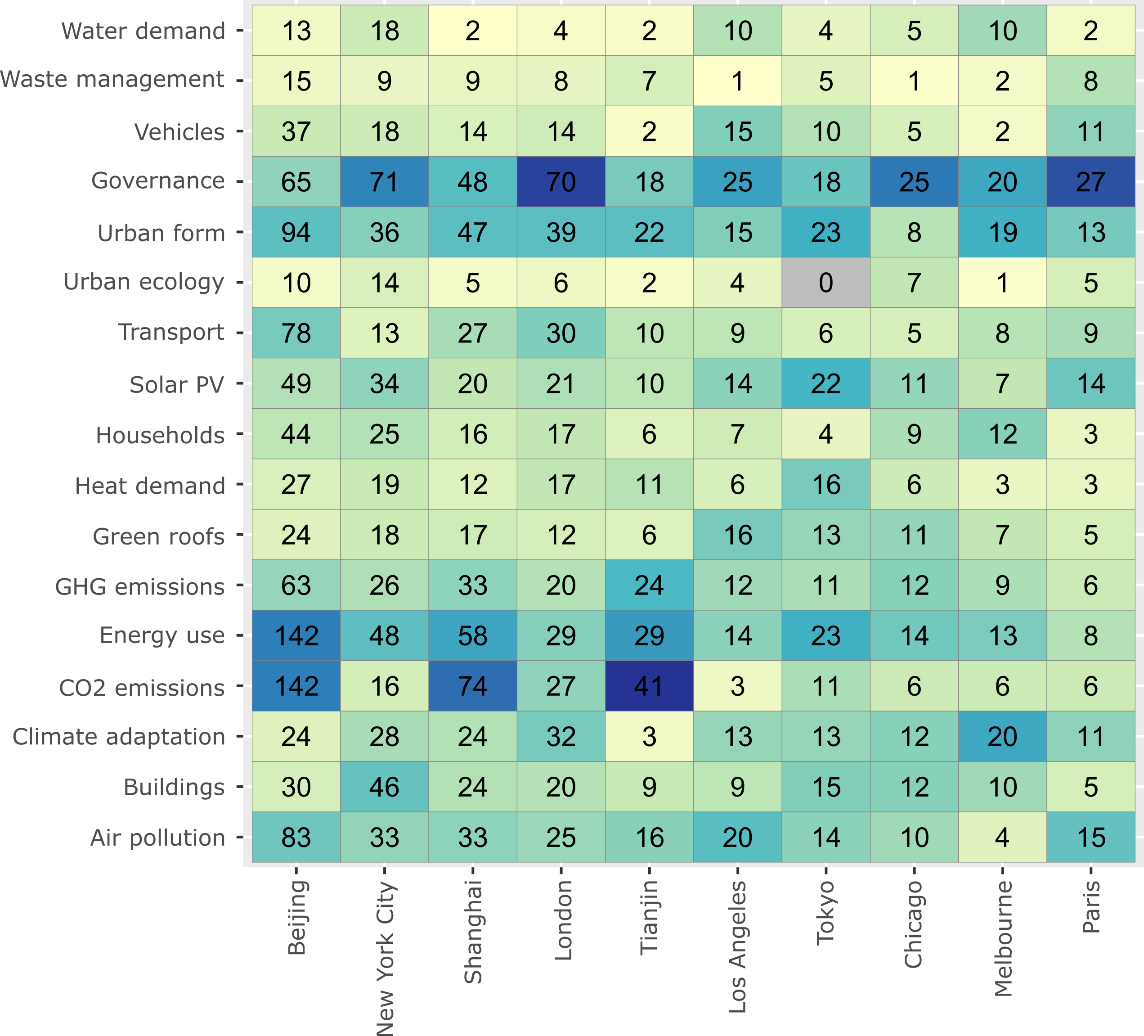 Water demand 13 18 2 4 2 10 4 5 10 2
Waste management 15 9 9 8 7 1 5 1 2 8
Vehicles 37 18 14 14 2 15 10 5 2 11
Governance 65 71 48 70 18 25 18 25 20 27
Urban form 94 36 47 39 22 15 23 8 19 13
Urban ecology 10 14 5 6 2 4 0 7 1 5
Transport 78 13 27 30 10 9 6 5 8 9
Solar PV 49 34 20 21 10 14 22 11 7 14
Households 44 25 16 17 6 7 4 9 12 3
Heat demand 27 19 12 17 11 6 16 6 3 3
Green roofs 24 18 17 12 6 16 13 11 7 5
GHG emissions 63 26 33 20 24 12 11 12 9 6
Energy use 142 48 58 29 29 14 23 14 13 8
CO2 emissions 142 16 74 27 41 3 11 6 6 6
Climate adaptation 24 28 24 32 3 13 13 12 20 11
Buildings 30 46 24 20 9 9 15 12 10 5
Air pollution 83 33 33 25 16 20 14 10 4 15
Beijing
New York City
Shanghai
London
Tianjin
Los Angeles
Tokyo
Chicago
Melbourne
Paris